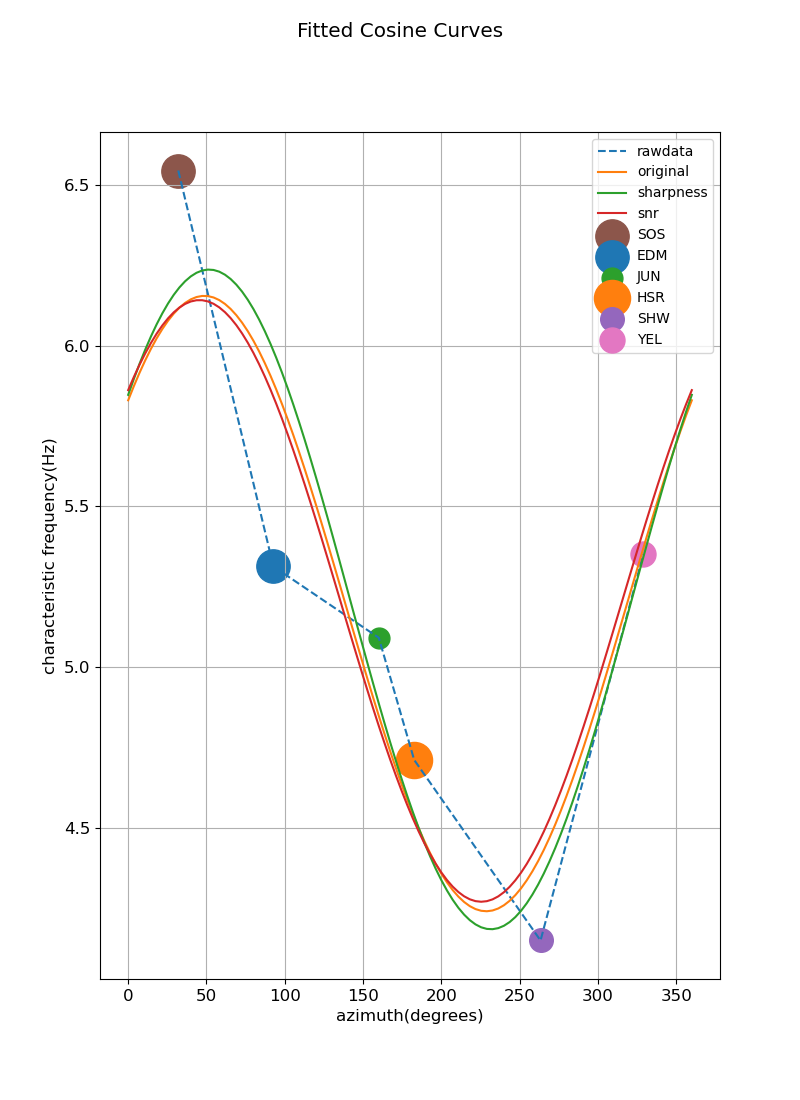 Fitted Cosine Curves
rawdata
original
sharpness
snr
SOS
EDM
JUN
HSR
SHW
YEL
characteristic frequency(Hz)
6.5
6.0
5.5
5.0
4.5
0 50 100 150 200 250 300 350
azimuth(degrees)